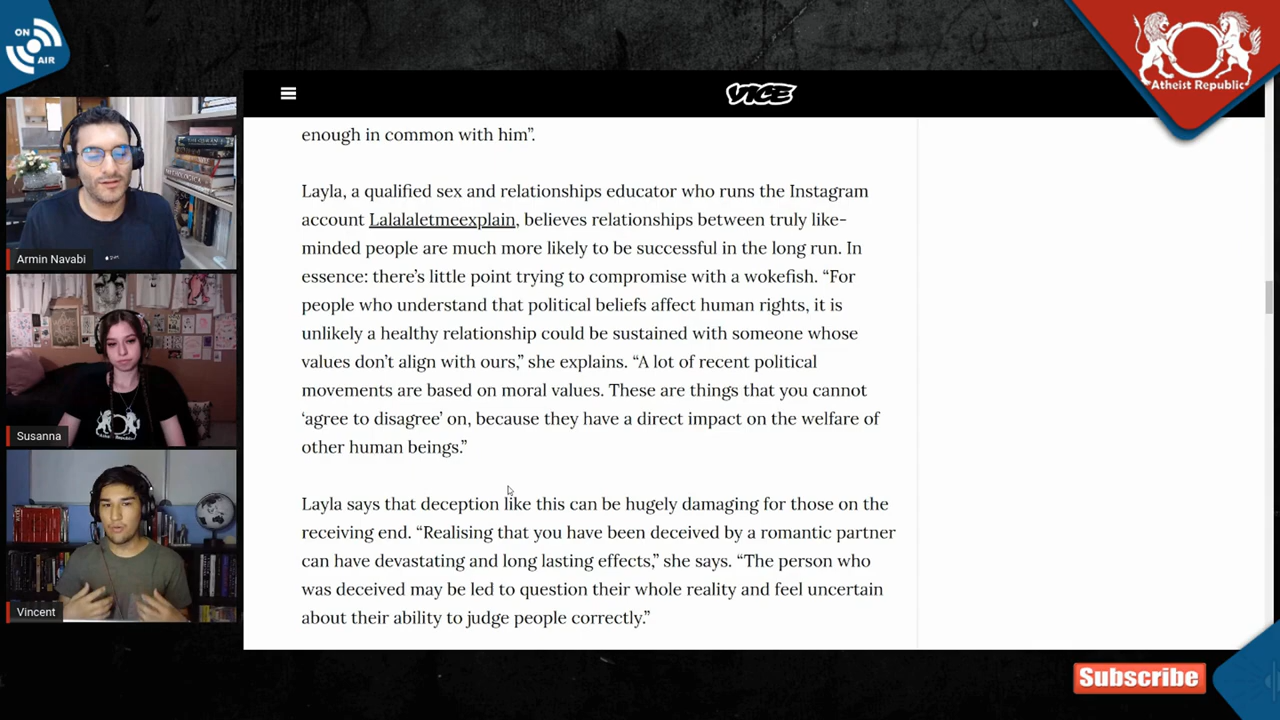 ON
AIR
VICE
Atheist Republic
enough in common with him”.
Layla, a qualified sex and relationships educator who runs the Instagram
account Lalalaletmeexplain, believes relationships between truly like-
minded people are much more likely to be successful in the long run. In
essence: there’s little point trying to compromise with a wokefish. “For
people who understand that political beliefs affect human rights, it is
unlikely a healthy relationship could be sustained with someone whose
values don’t align with ours,” she explains. “A lot of recent political
movements are based on moral values. These are things that you cannot
‘agree to disagree’ on, because they have a direct impact on the welfare of
other human beings.”
Layla says that deception like this can be hugely damaging for those on the
receiving end. “Realising that you have been deceived by a romantic partner
can have devastating and long lasting effects,” she says. “The person who
was deceived may be led to question their whole reality and feel uncertain
about their ability to judge people correctly.”
Armin Navabi
Atheist Republic
Susanna
Vincent
Subscribe